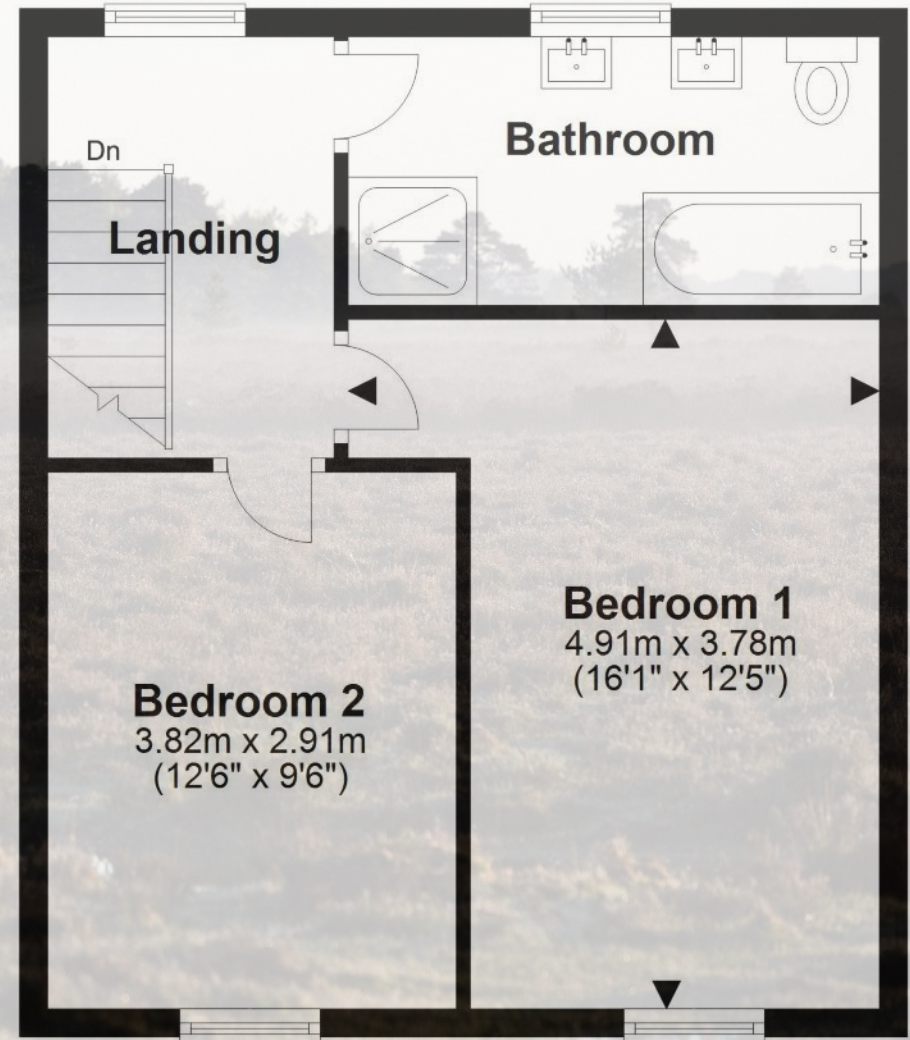 Dn
Bathroom
Landing
Bedroom 1
4.91m x 3.78m
(16'1" x 12'5")
Bedroom 2
3.82m x 2.91m
(12'6" x 9'6")